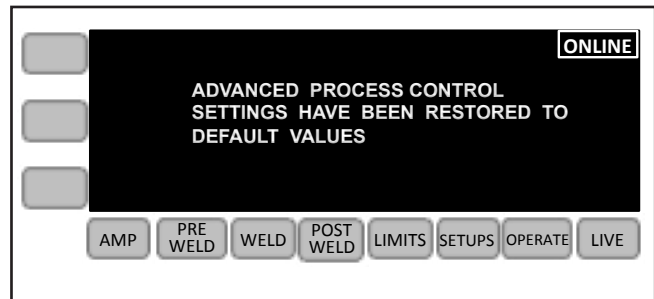 ONLINE
ADVANCED PROCESS CONTROL
SETTINGS HAVE BEEN RESTORED TO
DEFAULT VALUES
AMP
PRE
WELD
WELD
POST
WELD
LIMITS
SETUPS
OPERATE
LIVE